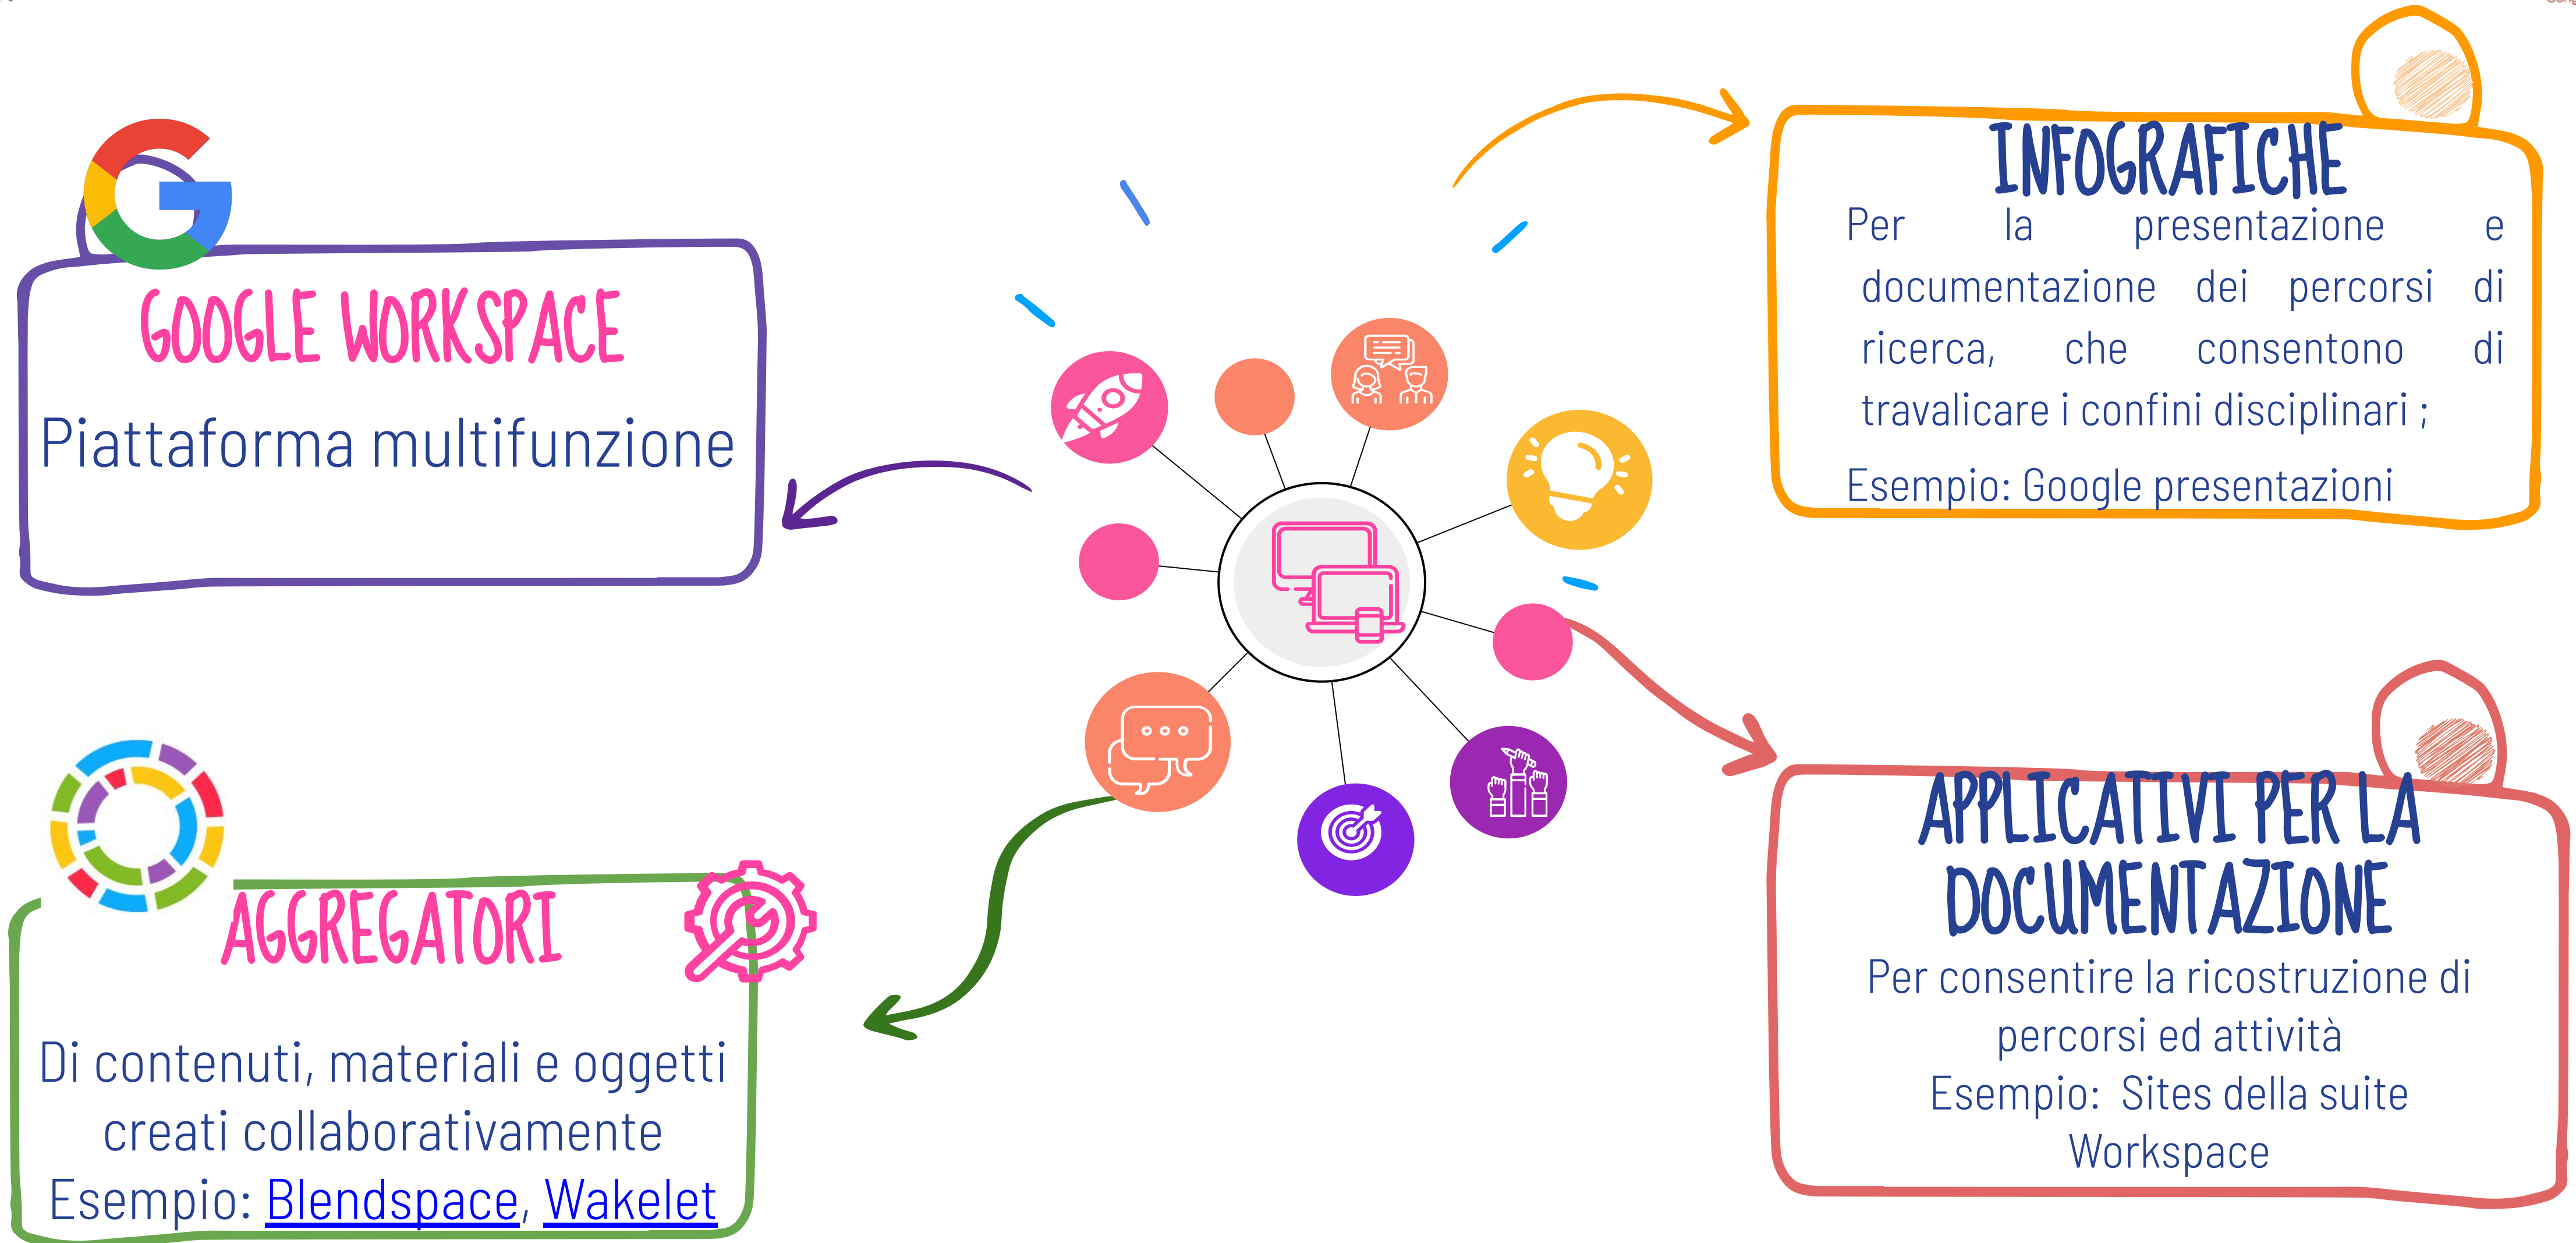 GOOGLE WORKSPACE
Piattaforma multifunzione
INFOGRAFICHE
Per la presentazione e
documentazione dei percorsi di
ricerca, che consentono di
travalicare i confini disciplinari ;
Esempio: Google presentazioni
AGGREGATORI
Di contenuti, materiali e oggetti
creati collaborativamente
Esempio: Blendspace, Wakelet
APPLICATIVI PER LA
DOCUMENTAZIONE
Per consentire la ricostruzione di
percorsi ed attività
Esempio: Sites della suite
Workspace